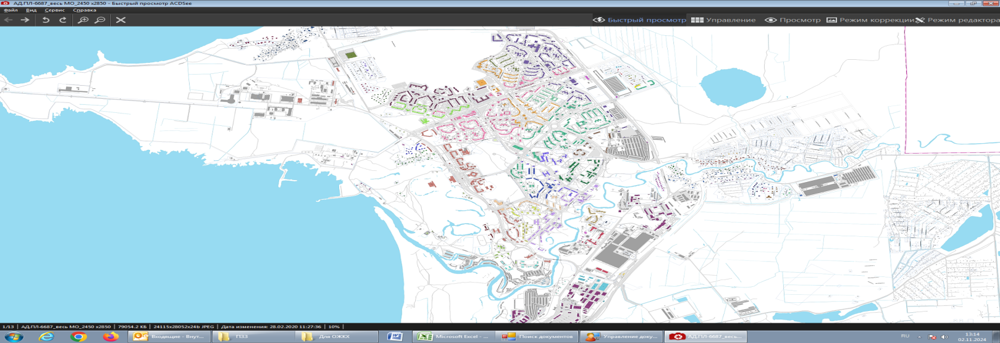 АД.ПЛ-6687_весь МО_2450 x2850 - Быстрый просмотр ACDSee
Файл Вид Сервис Справка
Быстрый просмотр Управление Просмотр Режим коррекции Режим редактора
1/13 | АД.ПЛ-6687_весь МО_2450 x2850 | 79054.2 КБ | 24115x28052x24b JPEG | Дата изменения: 28.02.2020 11:27:36 | 10% |
Входящие - Внут... ПЗЗ Для ОЖКХ Microsoft Excel - ... Поиск документов Управление доку... АД.ПЛ-6687_весь... RU 13:14
02.11.2024